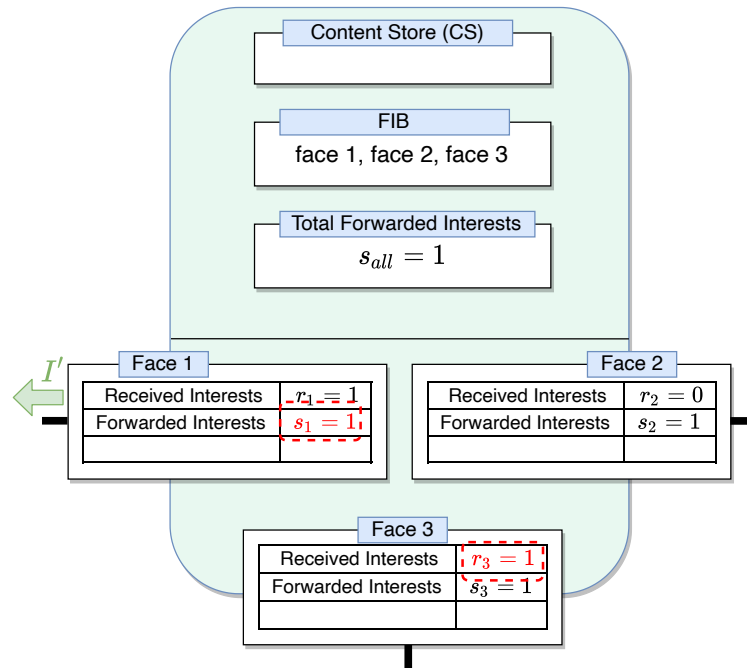 Content Store (CS)
FIB
face 1, face 2, face 3
Total Forwarded Interests
s_{all} = 1
I′
Face 1
Received Interests r_1 = 1
Forwarded Interests s_1 = 1
Face 2
Received Interests r_2 = 0
Forwarded Interests s_2 = 1
Face 3
Received Interests r_3 = 1
Forwarded Interests s_3 = 1